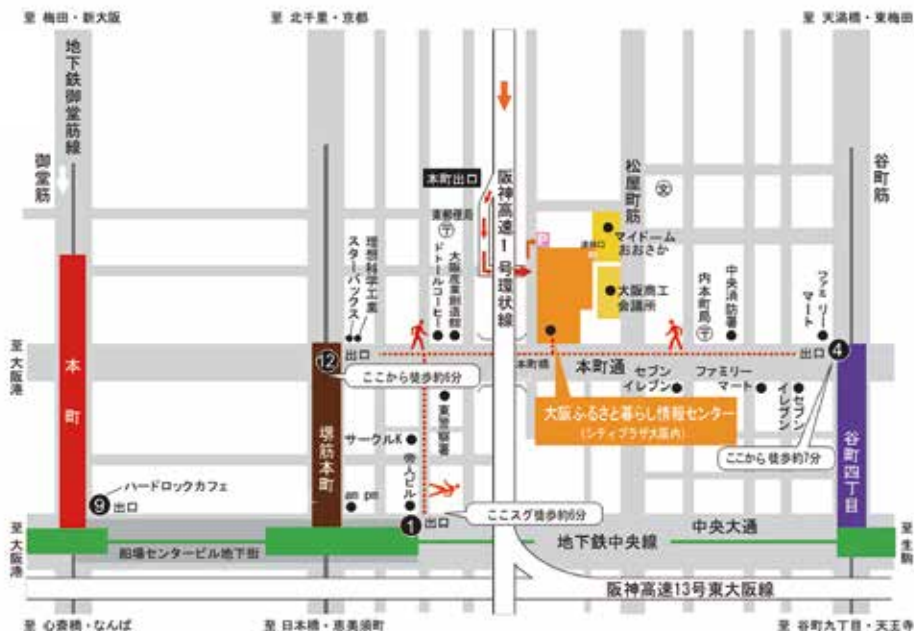 至 梅田・新大阪
至 北千里・京都
至 天満橋・東梅田
地下鉄御堂筋線
御堂筋
本町出口
阪神高速1号環状線
松屋町筋
谷町筋
文
東郵便局
〒
P
マイドーム
おおさか
スターバックス
理想科学工業
ドトールコーヒー
大阪産業創造館
大阪商工
会議所
内本町局
〒
中央消防署
ファミリー
マート
至 大阪港
本町
12
出口
本町橋
本町通
出口
4
ここから徒歩約6分
セブン
イレブン
ファミリー
マート
セブン
イレブン
大阪ふるさと暮らし情報センター
(シティプラザ大阪内)
ここから徒歩約7分
堺筋本町
サークルK
東警察署
帝人ビル
am pm
谷町四丁目
ハードロックカフェ
9
出口
1
出口
ここスグ徒歩約6分
中央大通
至 大阪港
船場センタービル地下街
地下鉄中央線
至 生駒
阪神高速13号東大阪線
至 心斎橋・なんば
至 日本橋・恵美須町
至 谷町九丁目・天王寺